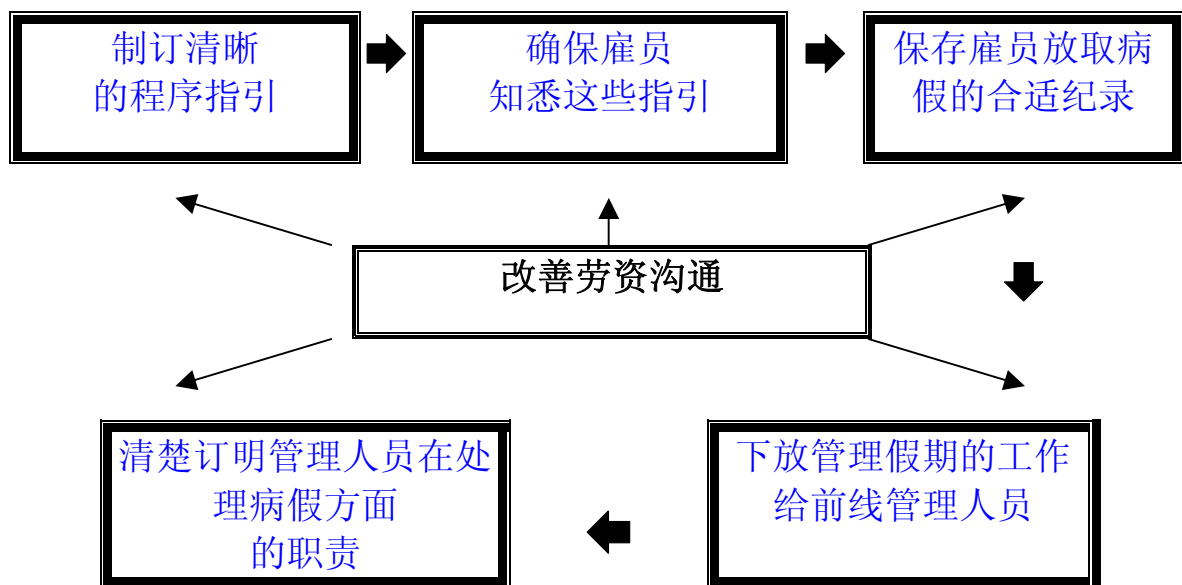 制订清晰
的程序指引
确保雇员
知悉这些指引
保存雇员放取病
假的合适纪录
改善劳资沟通
清楚订明管理人员在处
理病假方面
的职责
下放管理假期的工作
给前线管理人员